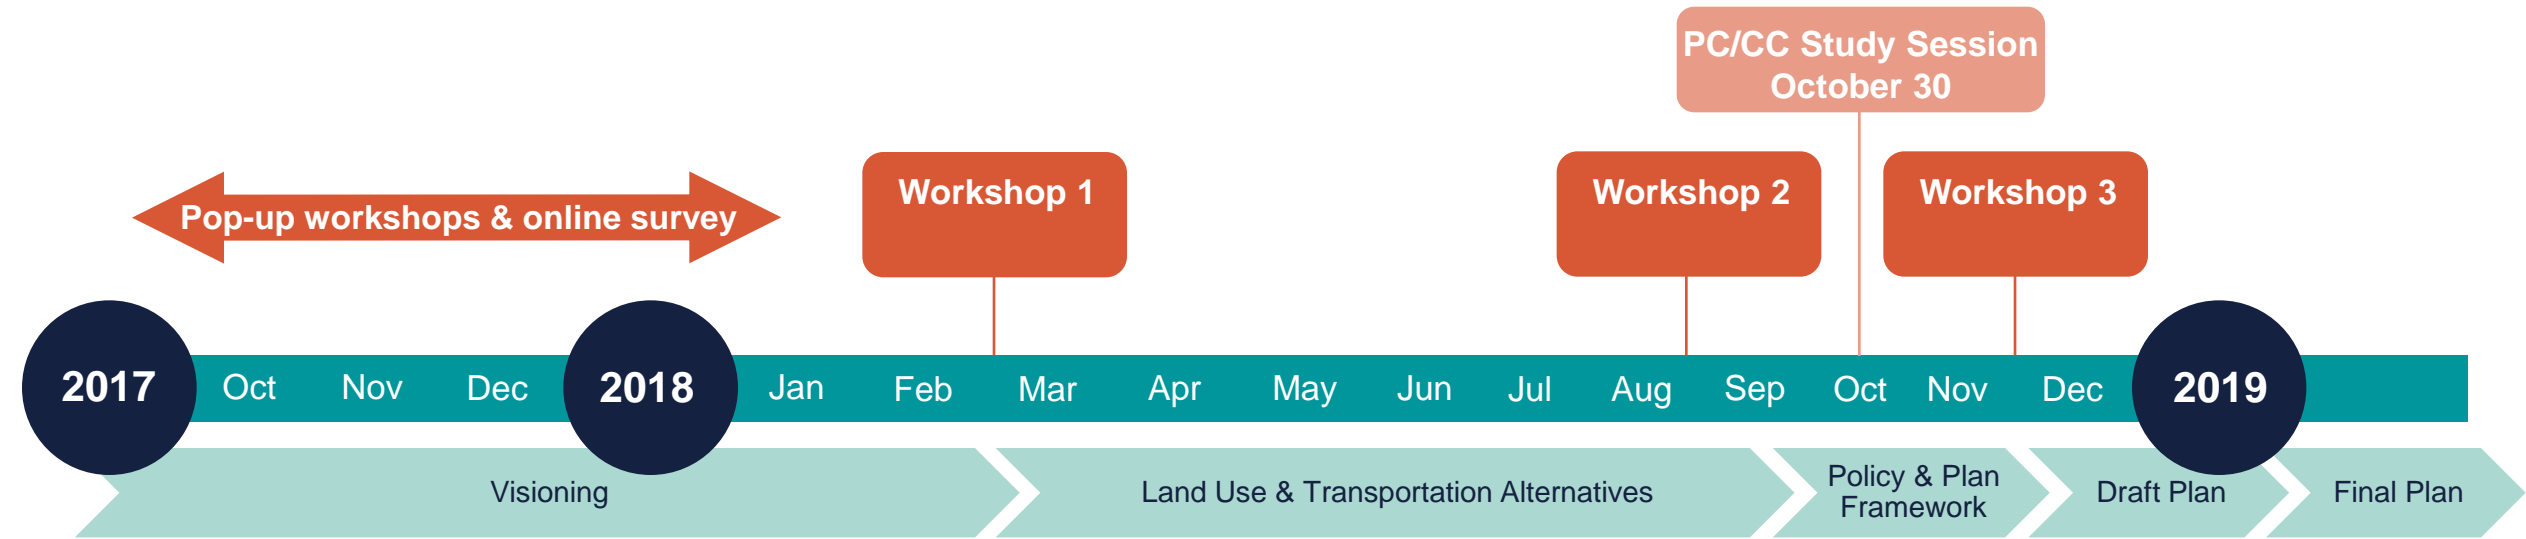 PC/CC Study Session
October 30
Workshop 1
Workshop 2
Workshop 3
Pop-up workshops & online survey
2017 Oct Nov Dec 2018 Jan Feb Mar Apr May Jun Jul Aug Sep Oct Nov Dec 2019
Visioning
Land Use & Transportation Alternatives
Policy & Plan
Framework
Draft Plan
Final Plan